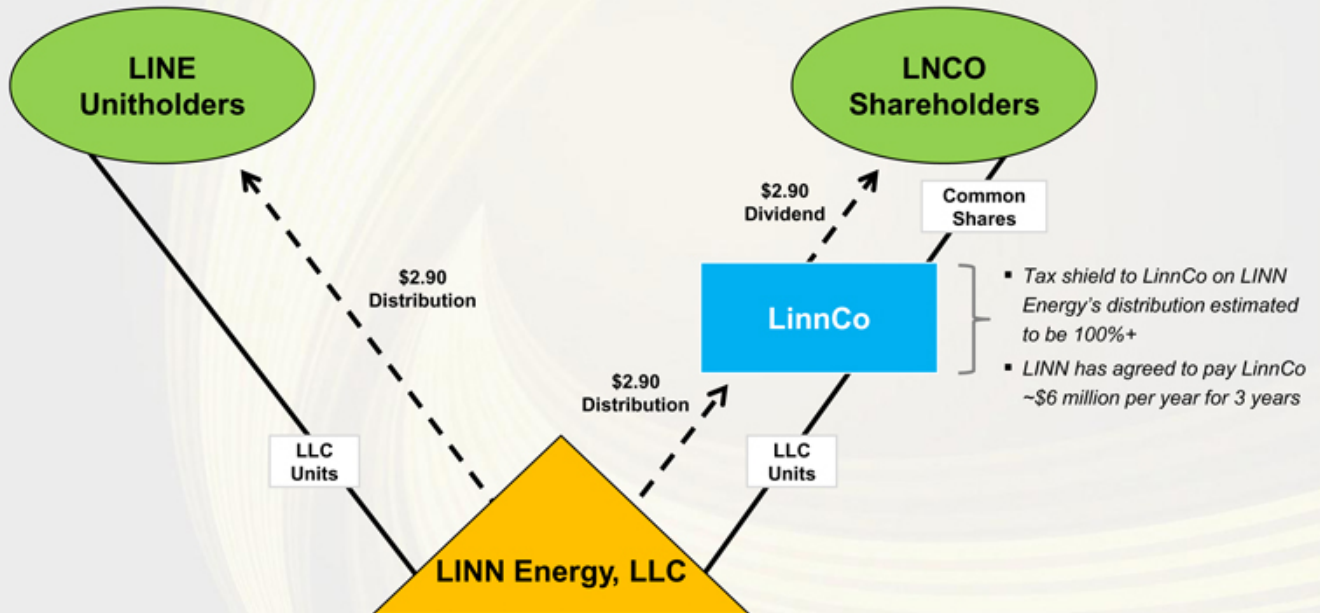 LINE
Unitholders
LNCO
Shareholders
$2.90
Dividend
Common
Shares
$2.90
Distribution
LinnCo
▪ Tax shield to LinnCo on LINN
Energy’s distribution estimated
to be 100%+
▪ LINN has agreed to pay LinnCo
~$6 million per year for 3 years
$2.90
Distribution
LLC
Units
LLC
Units
LINN Energy, LLC